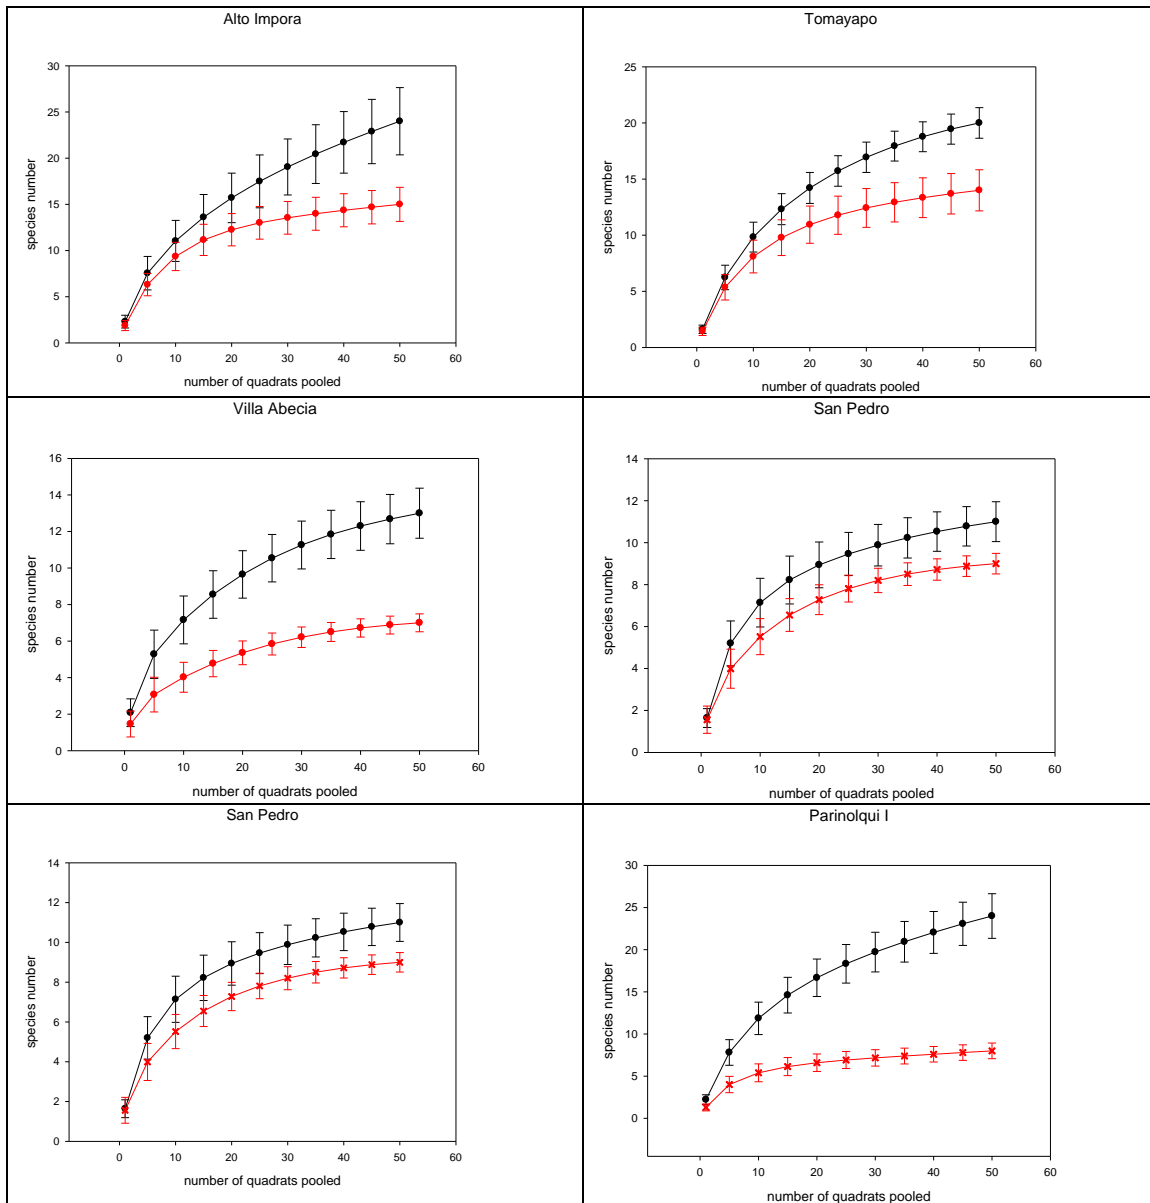 Alto Impora
30
25
20
15
10
5
0
species number
0 10 20 30 40 50 60
number of quadrats pooled
Tomayapo
25
20
15
10
5
0
species number
0 10 20 30 40 50 60
number of quadrats pooled
Villa Abecia
16
14
12
10
8
6
4
2
0
species number
0 10 20 30 40 50 60
number of quadrats pooled
San Pedro
14
12
10
8
6
4
2
0
species number
0 10 20 30 40 50 60
number of quadrats pooled
San Pedro
14
12
10
8
6
4
2
0
species number
0 10 20 30 40 50 60
number of quadrats pooled
Parinolqui I
30
25
20
15
10
5
0
species number
0 10 20 30 40 50 60
number of quadrats pooled